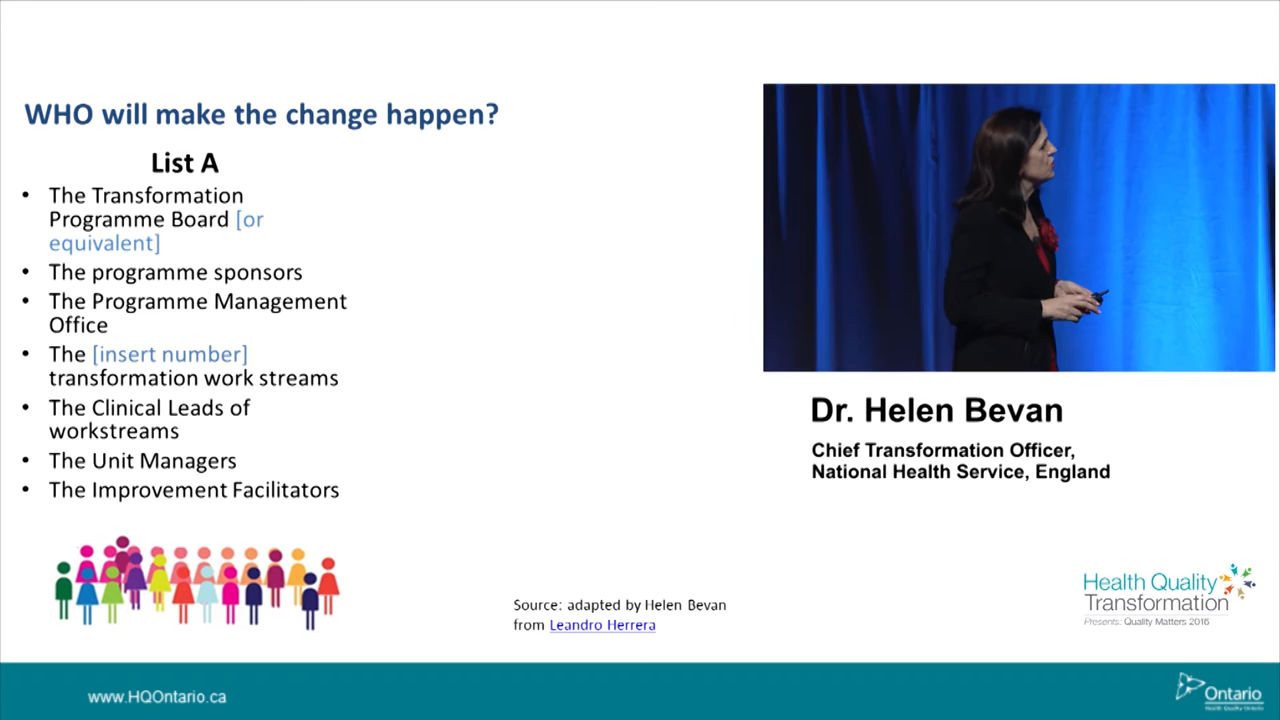 WHO will make the change happen?
List A
• The Transformation
Programme Board [or
equivalent]
• The programme sponsors
• The Programme Management
Office
• The [insert number]
transformation work streams
• The Clinical Leads of
workstreams
• The Unit Managers
• The Improvement Facilitators
Source: adapted by Helen Bevan
from Leandro Herrera
Dr. Helen Bevan
Chief Transformation Officer,
National Health Service, England
Health Quality
Transformation
Presents: Quality Matters 2016
www.HQOntario.ca
Ontario
Health Quality Ontario